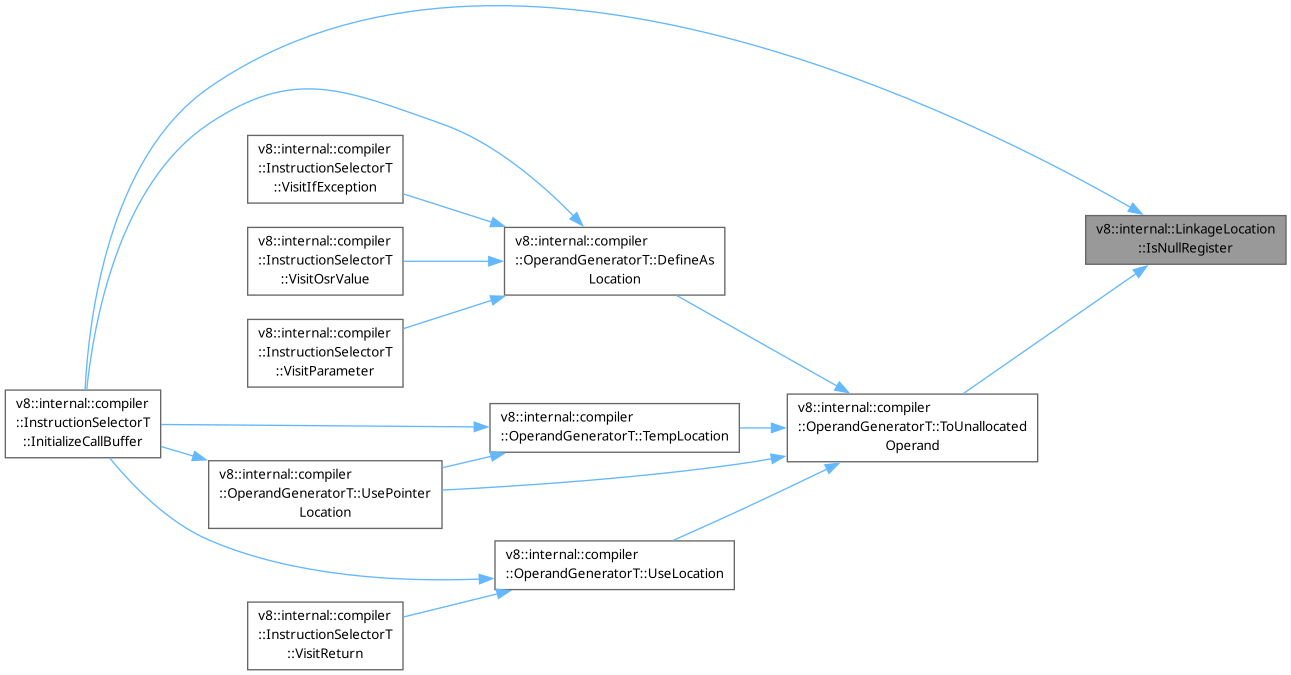 v8::internal::compiler
::InstructionSelectorT
::VisitIfException
v8::internal::compiler
::InstructionSelectorT
::VisitOsrValue
v8::internal::compiler
::InstructionSelectorT
::VisitParameter
v8::internal::compiler
::InstructionSelectorT
::InitializeCallBuffer
v8::internal::compiler
::OperandGeneratorT::UsePointer
Location
v8::internal::compiler
::InstructionSelectorT
::VisitReturn
v8::internal::compiler
::OperandGeneratorT::DefineAs
Location
v8::internal::compiler
::OperandGeneratorT::TempLocation
v8::internal::compiler
::OperandGeneratorT::UseLocation
v8::internal::compiler
::OperandGeneratorT::ToUnallocated
Operand
v8::internal::LinkageLocation
::IsNullRegister